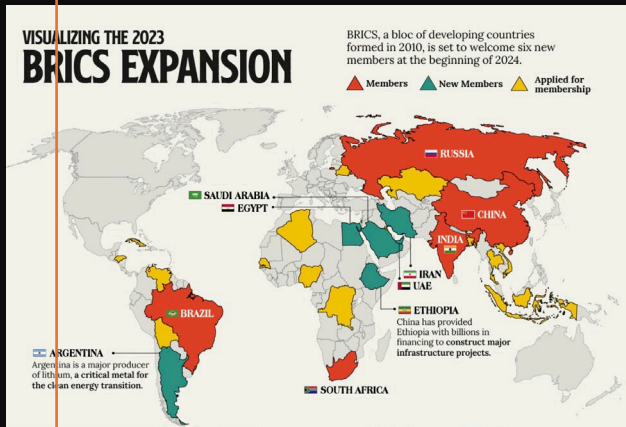 VISUALIZING THE 2023
BRICS EXPANSION
BRICS, a bloc of developing countries
formed in 2010, is set to welcome six new
members at the beginning of 2024.
Members
New Members
Applied for
membership
RUSSIA
SAUDI ARABIA
EGYPT
CHINA
INDIA
IRAN
UAE
BRAZIL
ETHIOPIA
China has provided
Ethiopia with billions in
financing to construct major
infrastructure projects.
ARGENTINA
Argentina is a major producer
of lithium, a critical metal for
the clean energy transition.
SOUTH AFRICA